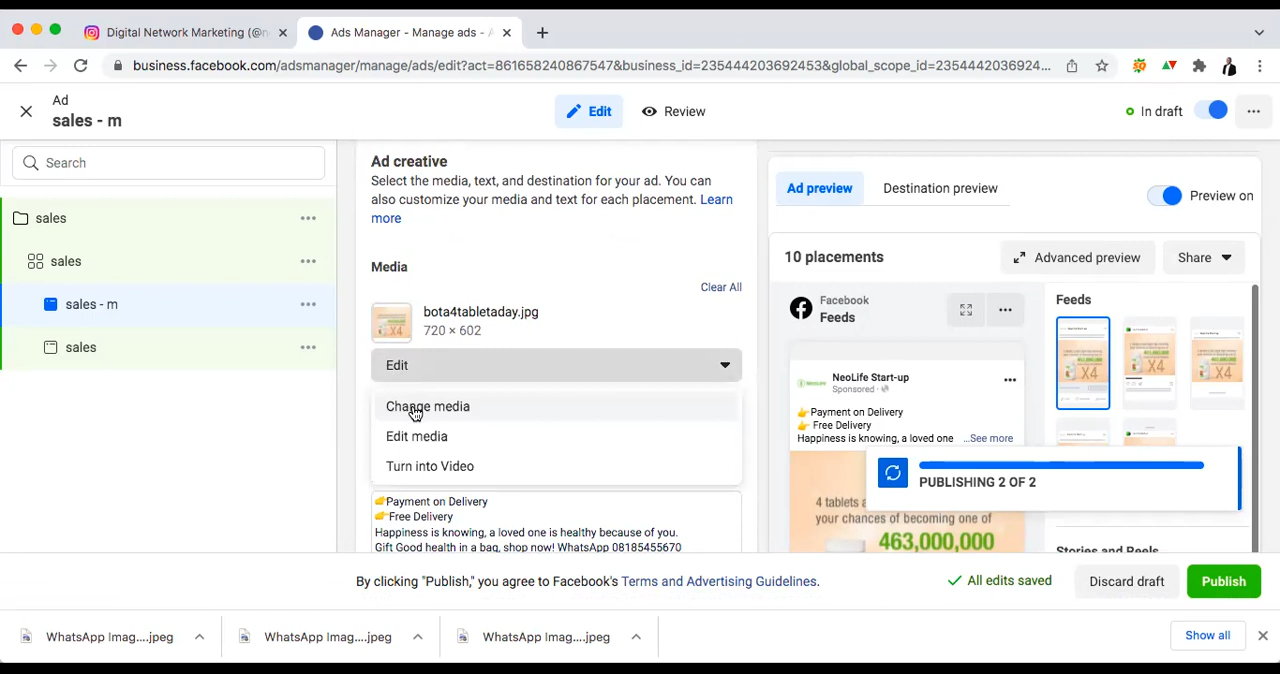 Digital Network Marketing (@n
Ads Manager - Manage ads - A
business.facebook.com/adsmanager/manage/ads/edit?act=861658240867547&business_id=235444203692453&global_scope_id=2354442036924...
Ad
sales - m
Edit
Review
In draft
Search
sales
sales
sales - m
sales
Ad creative
Select the media, text, and destination for your ad. You can
also customize your media and text for each placement. Learn
more
Media
Clear All
bota4tabletaday.jpg
720 × 602
Edit
Change media
Edit media
Turn into Video
👉Payment on Delivery
👉Free Delivery
Happiness is knowing, a loved one is healthy because of you.
Gift Good health in a bag, shop now! WhatsApp 08185455670
Ad preview
Destination preview
Preview on
10 placements
Advanced preview
Share
Facebook
Feeds
NeoLife Start-up
Sponsored ·
👉Payment on Delivery
👉 Free Delivery
Happiness is knowing, a loved one ...See more
4 tablets a
your chances of becoming one of
463,000,000
Feeds
X4
X4
X4
PUBLISHING 2 OF 2
Stories and Reels
By clicking "Publish," you agree to Facebook's Terms and Advertising Guidelines.
All edits saved
Discard draft
Publish
WhatsApp Imag....jpeg
WhatsApp Imag....jpeg
WhatsApp Imag....jpeg
Show all